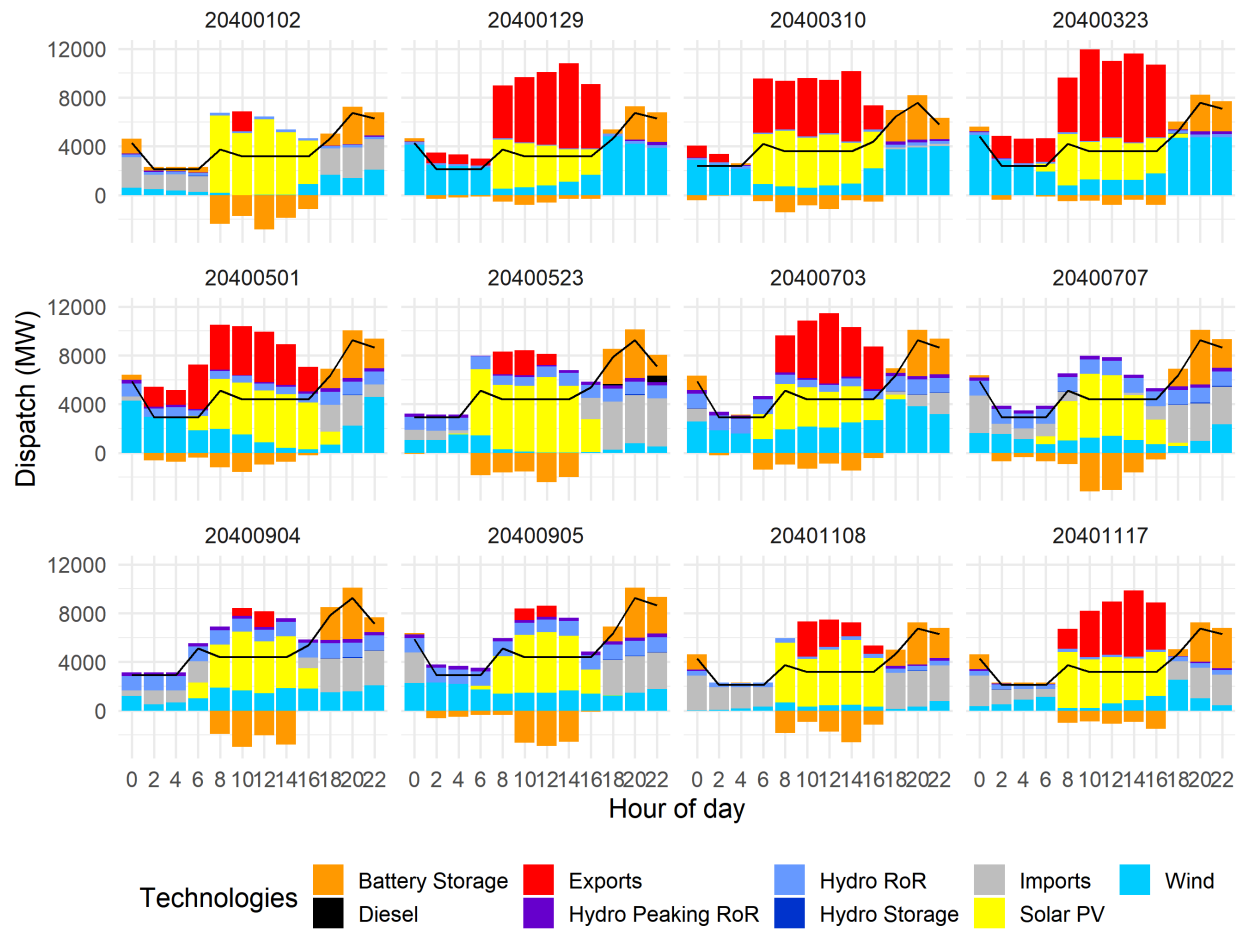 20400102 20400129 20400310 20400323
12000
8000
4000
0
20400501 20400523 20400703 20400707
12000
8000
4000
0
Dispatch (MW)
20400904 20400905 20401108 20401117
12000
8000
4000
0
0 2 4 6 8 10 12 14 16 18 20 22 0 2 4 6 8 10 12 14 16 18 20 22 0 2 4 6 8 10 12 14 16 18 20 22 0 2 4 6 8 10 12 14 16 18 20 22
Hour of day
Technologies
Battery Storage Exports Hydro RoR Imports Wind
Diesel Hydro Peaking RoR Hydro Storage Solar PV